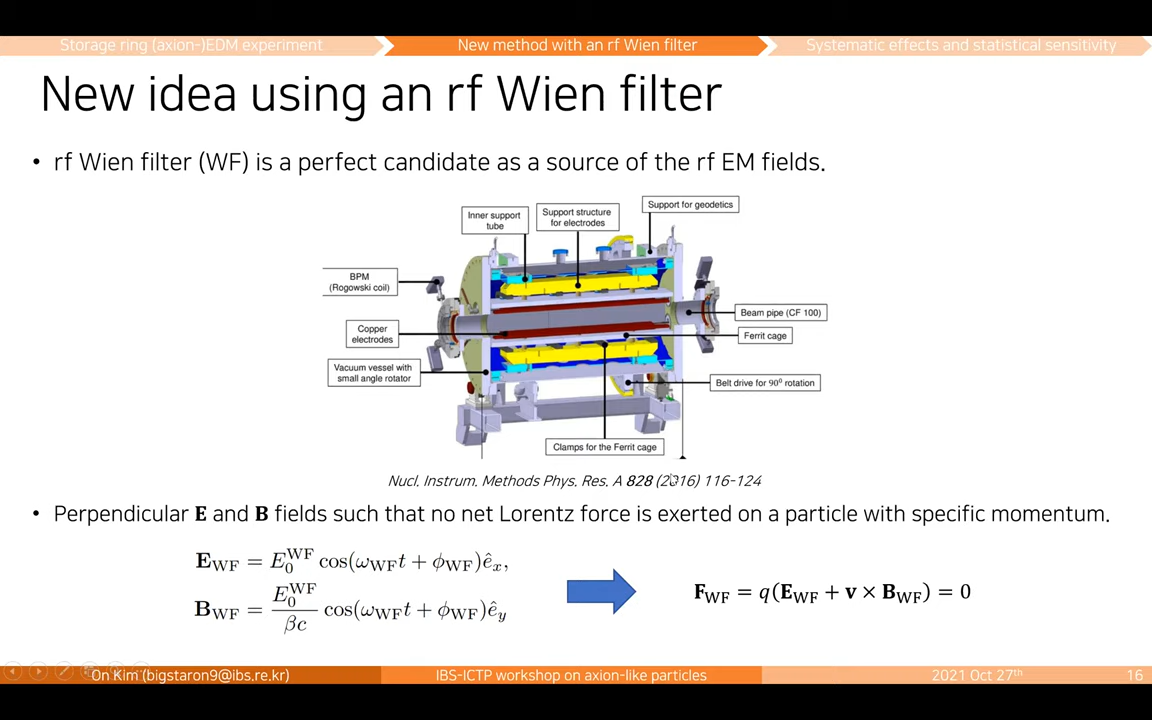 Storage ring (axion-)EDM experiment
New method with an rf Wien filter
Systematic effects and statistical sensitivity
New idea using an rf Wien filter
• rf Wien filter (WF) is a perfect candidate as a source of the rf EM fields.
Inner support
tube
Support structure
for electrodes
Support for geodetics
BPM
(Rogowski coil)
Copper
electrodes
Vacuum vessel with
small angle rotator
Beam pipe (CF 100)
Ferrit cage
Belt drive for 90⁰ rotation
Clamps for the Ferrit cage
Nucl. Instrum. Methods Phys. Res. A 828 (2016) 116-124
• Perpendicular E and B fields such that no net Lorentz force is exerted on a particle with specific momentum.
E_WF = E_0^WF cos(ω_WF t + ϕ_WF)ê_x,
B_WF = E_0^WF/βc cos(ω_WF t + ϕ_WF)ê_y
F_WF = q(E_WF + v × B_WF) = 0
On Kim (bigstaron9@ibs.re.kr)
IBS-ICTP workshop on axion-like particles
2021 Oct 27th
16